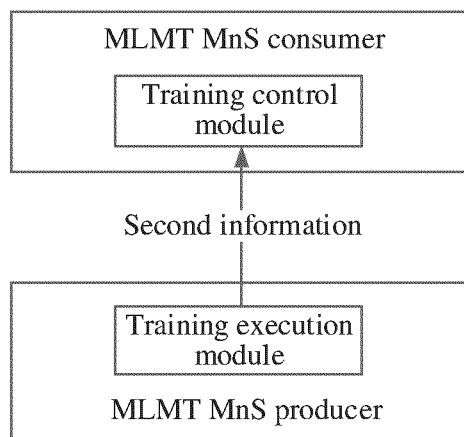 MLMT MnS consumer
Training control
module
Second information
Training execution
module
MLMT MnS producer